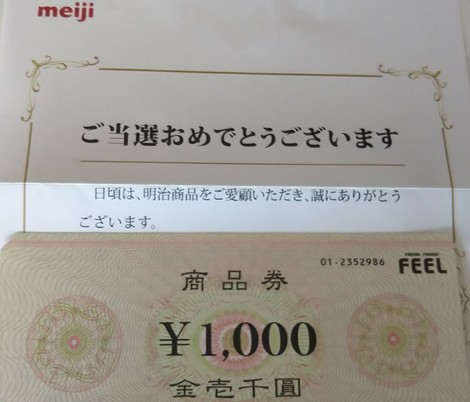 meiji
ご当選おめでとうございます
日頃は、明治商品をご愛顧いただき、誠にありがとう
ございます。
01-2352986
FEEL
商品券
¥1,000
金壱千圓